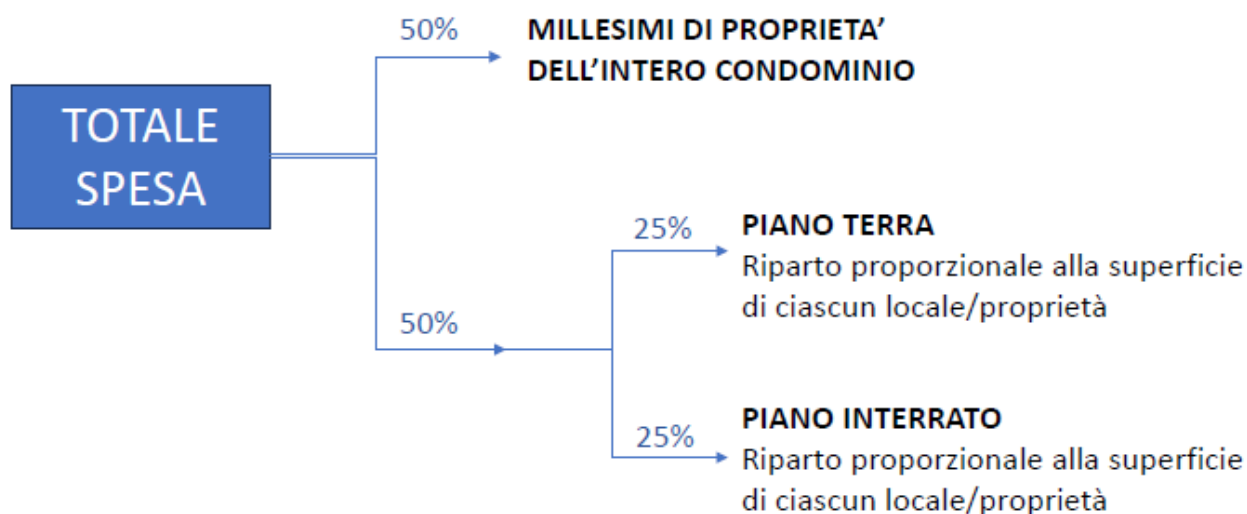 50%
MILLESIMI DI PROPRIETA’
DELL’INTERO CONDOMINIO
TOTALE
SPESA
25%
PIANO TERRA
Riparto proporzionale alla superficie
di ciascun locale/proprietà
50%
25%
PIANO INTERRATO
Riparto proporzionale alla superficie
di ciascun locale/proprietà